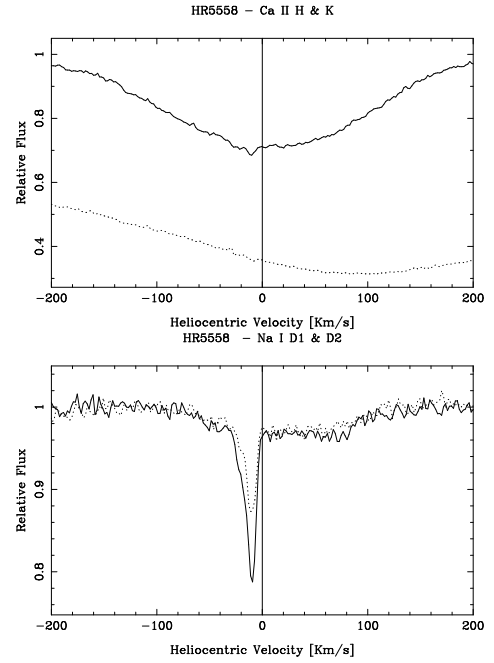 HR5558 – Ca II H & K
1
0.8
0.6
0.4
Relative Flux
−200 −100 0 100 200
Heliocentric Velocity [Km/s]
HR5558 – Na I D1 & D2
1
0.9
0.8
Relative Flux
−200 −100 0 100 200
Heliocentric Velocity [Km/s]